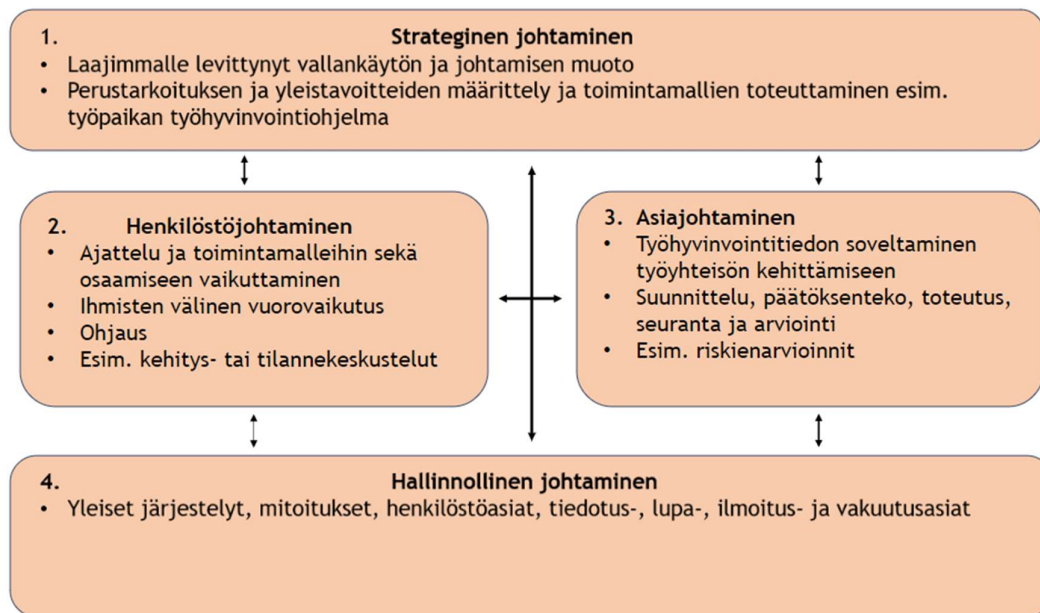 1. Strateginen johtaminen
• Laajimmalle levittynyt vallankäytön ja johtamisen muoto
• Perustarkoituksen ja yleistavoitteiden määrittely ja toimintamallien toteuttaminen esim.
työpaikan työhyvinvointiohjelma
2. Henkilöstöjohtaminen
• Ajattelu ja toimintamalleihin sekä
osaamiseen vaikuttaminen
• Ihmisten välinen vuorovaikutus
• Ohjaus
• Esim. kehitys- tai tilannekeskustelut
3. Asiajohtaminen
• Työhyvinvointitiedon soveltaminen
työyhteisön kehittämiseen
• Suunnittelu, päätöksenteko, toteutus,
seuranta ja arviointi
• Esim. riskienarvioinnit
4. Hallinnollinen johtaminen
• Yleiset järjestelyt, mitoitukset, henkilöstöasiat, tiedotus-, lupa-, ilmoitus- ja vakuutusasiat